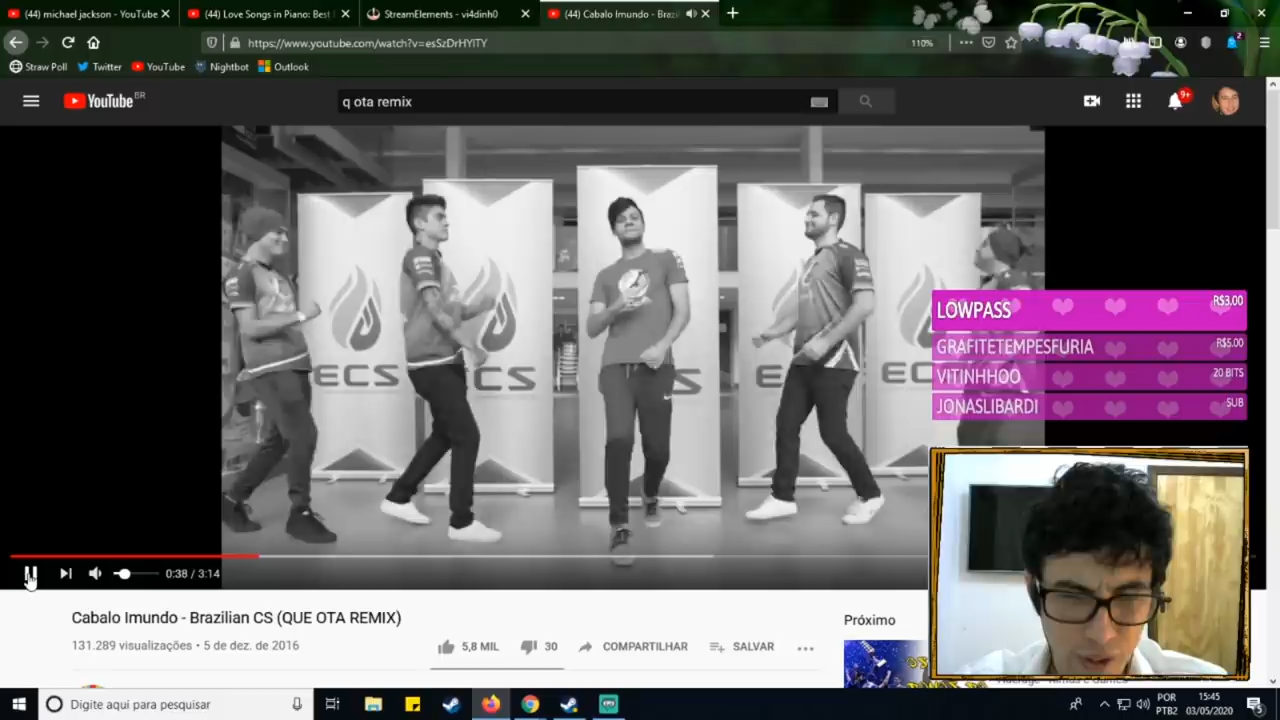 (44) michael jackson - YouTube
(44) Love Songs in Piano: Best
StreamElements - vi4dinh0
(44) Cabalo Imundo - Brazil
https://www.youtube.com/watch?v=esSzDrHYlTY
110%
2
Straw Poll
Twitter
YouTube
Nightbot
Outlook
YouTube BR
q ota remix
9+
ECS
CS
S
E
EC
LOWPASS
R$3.00
GRAFITETEMPESFURIA
R$5.00
VITINHHOO
20 BITS
JONASLIBARDI
SUB
0:38 / 3:14
Cabalo Imundo - Brazilian CS (QUE OTA REMIX)
131.289 visualizações • 5 de dez. de 2016
5,8 MIL
30
COMPARTILHAR
SALVAR
Próximo
Digite aqui para pesquisar
POR
PTB2
15:45
03/05/2020
5